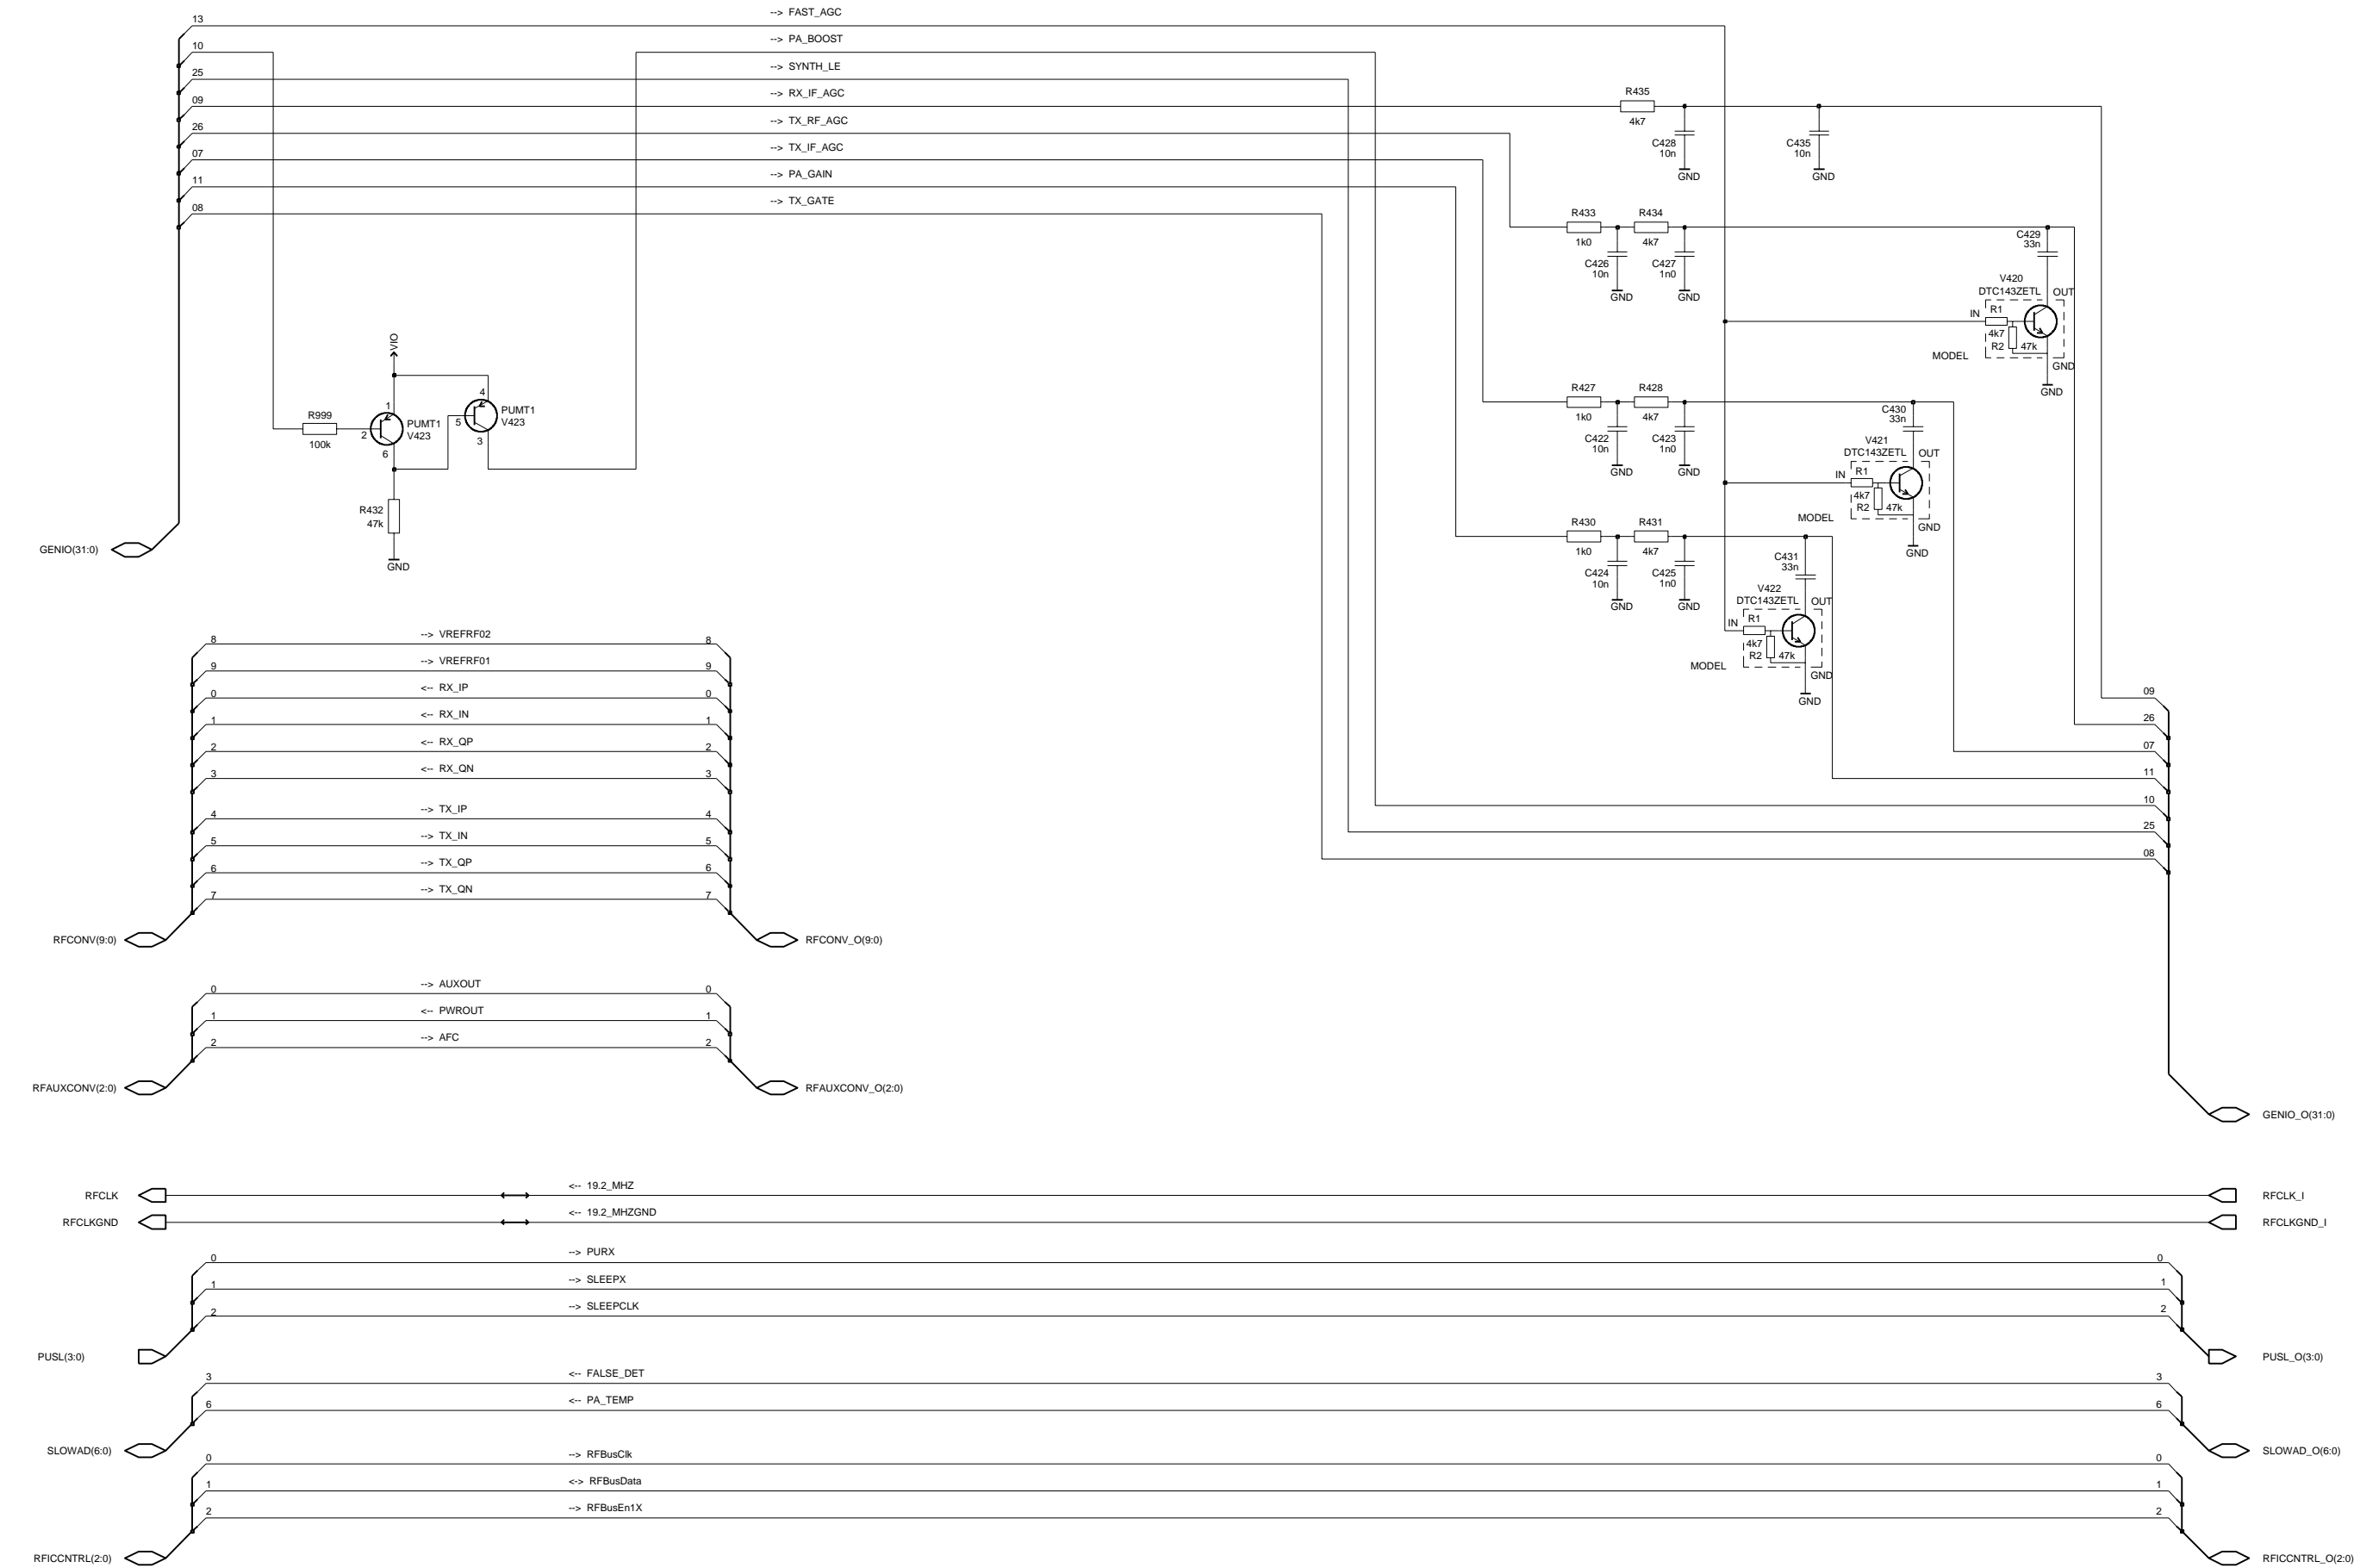 13
--> FAST_AGC
10
--> PA_BOOST
25
--> SYNTH_LE
09
--> RX_IF_AGC
26
--> TX_RF_AGC
07
--> TX_IF_AGC
11
--> PA_GAIN
08
--> TX_GATE
R435
4k7
C428
10n
GND
C435
10n
GND
R433
1k0
R434
4k7
C426
10n
GND
C427
1n0
GND
C429
33n
V420
DTC143ZETL
OUT
IN
R1
4k7
R2
47k
MODEL
GND
GND
VIO
R999
100k
1
2
6
PUMT1
V423
4
5
3
PUMT1
V423
R432
47k
GND
GENIO(31:0)
R427
1k0
R428
4k7
C422
10n
GND
C423
1n0
GND
C430
33n
V421
DTC143ZETL
OUT
IN
R1
4k7
R2
47k
MODEL
GND
GND
R430
1k0
R431
4k7
C424
10n
GND
C425
1n0
GND
C431
33n
V422
DTC143ZETL
OUT
IN
R1
4k7
R2
47k
MODEL
GND
GND
09
26
07
11
10
25
08
GENIO_O(31:0)
8 --> VREFRF02 8
9 --> VREFRF01 9
0 <-- RX_IP 0
1 <-- RX_IN 1
2 <-- RX_QP 2
3 <-- RX_QN 3
4 --> TX_IP 4
5 --> TX_IN 5
6 --> TX_QP 6
7 --> TX_QN 7
RFCONV(9:0)
RFCONV_O(9:0)
0 --> AUXOUT 0
1 <-- PWROUT 1
2 --> AFC 2
RFAUXCONV(2:0)
RFAUXCONV_O(2:0)
RFCLK
<-- 19.2_MHZ
RFCLK_I
RFCLKGND
<-- 19.2_MHZGND
RFCLKGND_I
0 --> PURX 0
1 --> SLEEPX 1
2 --> SLEEPCLK 2
PUSL(3:0)
PUSL_O(3:0)
3 <-- FALSE_DET 3
6 <-- PA_TEMP 6
SLOWAD(6:0)
SLOWAD_O(6:0)
0 --> RFBusClk 0
1 <-> RFBusData 1
2 --> RFBusEn1X 2
RFICCNTRL(2:0)
RFICCNTRL_O(2:0)